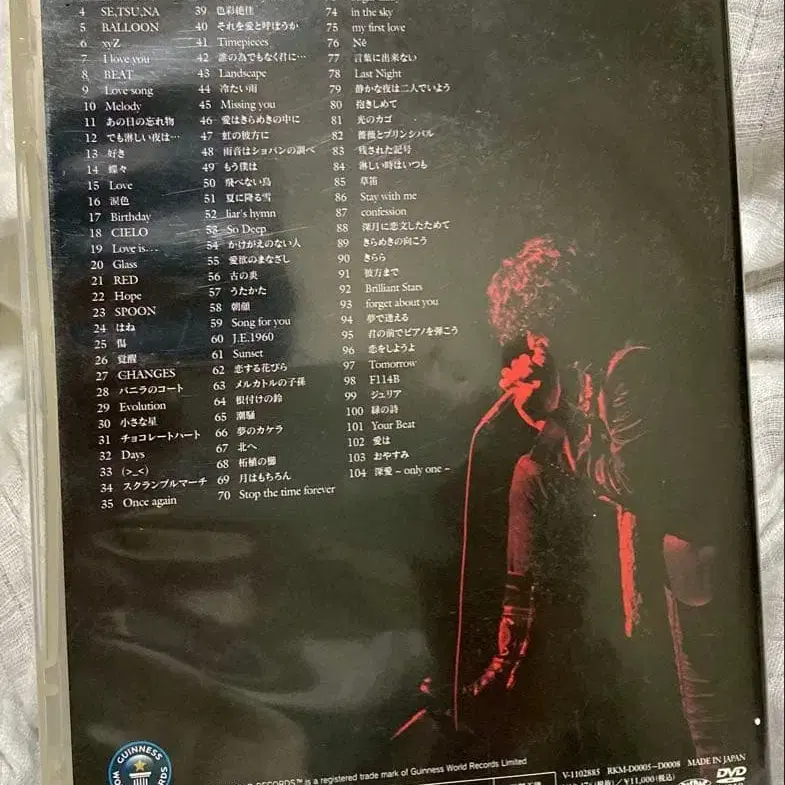 4 SE,TSU,NA
5 BALLOON
6 xyZ
7 I love you
8 BEAT
9 Love song
10 Melody
11 あの日の忘れ物
12 でも淋しい夜は…
13 好き
14 蝶々
15 Love
16 涙色
17 Birthday
18 CIELO
19 Love is…
20 Glass
21 RED
22 Hope
23 SPOON
24 はね
25 傷
26 覚醒
27 CHANGES
28 バニラのコート
29 Evolution
30 小さな星
31 チョコレートハート
32 Days
33 (>_<)
34 スクランブルマーチ
35 Once again
39 色彩絶佳
40 それを愛と呼ぼうか
41 Timepieces
42 誰の為でもなく君に…
43 Landscape
44 冷たい雨
45 Missing you
46 愛はきらめきの中に
47 虹の彼方に
48 雨音はショパンの調べ
49 もう僕は
50 飛べない鳥
51 夏に降る雪
52 liar's hymn
53 So Deep
54 かけがえのない人
55 愛欲のまなざし
56 古の炎
57 うたかた
58 朝顔
59 Song for you
60 J.E.1960
61 Sunset
62 恋する花びら
63 メルカトルの子孫
64 根付けの鈴
65 潮騒
66 夢のカケラ
67 北へ
68 柘植の櫛
69 月はもちろん
70 Stop the time forever
74 in the sky
75 my first love
76 Nē
77 言葉に出来ない
78 Last Night
79 静かな夜は二人でいよう
80 抱きしめて
81 光のカゴ
82 薔薇とプリンシパル
83 残された記号
84 淋しい時はいつも
85 草笛
86 Stay with me
87 confession
88 深月に恋文したためて
89 きらめきの向こう
90 きらら
91 彼方まで
92 Brilliant Stars
93 forget about you
94 夢で逢える
95 君の前でピアノを弾こう
96 恋をしようよ
97 Tomorrow
98 F114B
99 ジュリア
100 緑の詩
101 Your Beat
102 愛は
103 おやすみ
104 深愛 ~ only one ~
GUINNESS
RECORDS™ is a registered trade mark of Guinness World Records Limited
V-1102885 RKM-D0005~D0008 MADE IN JAPAN
(税抜)/¥11,000(税込)
DVD